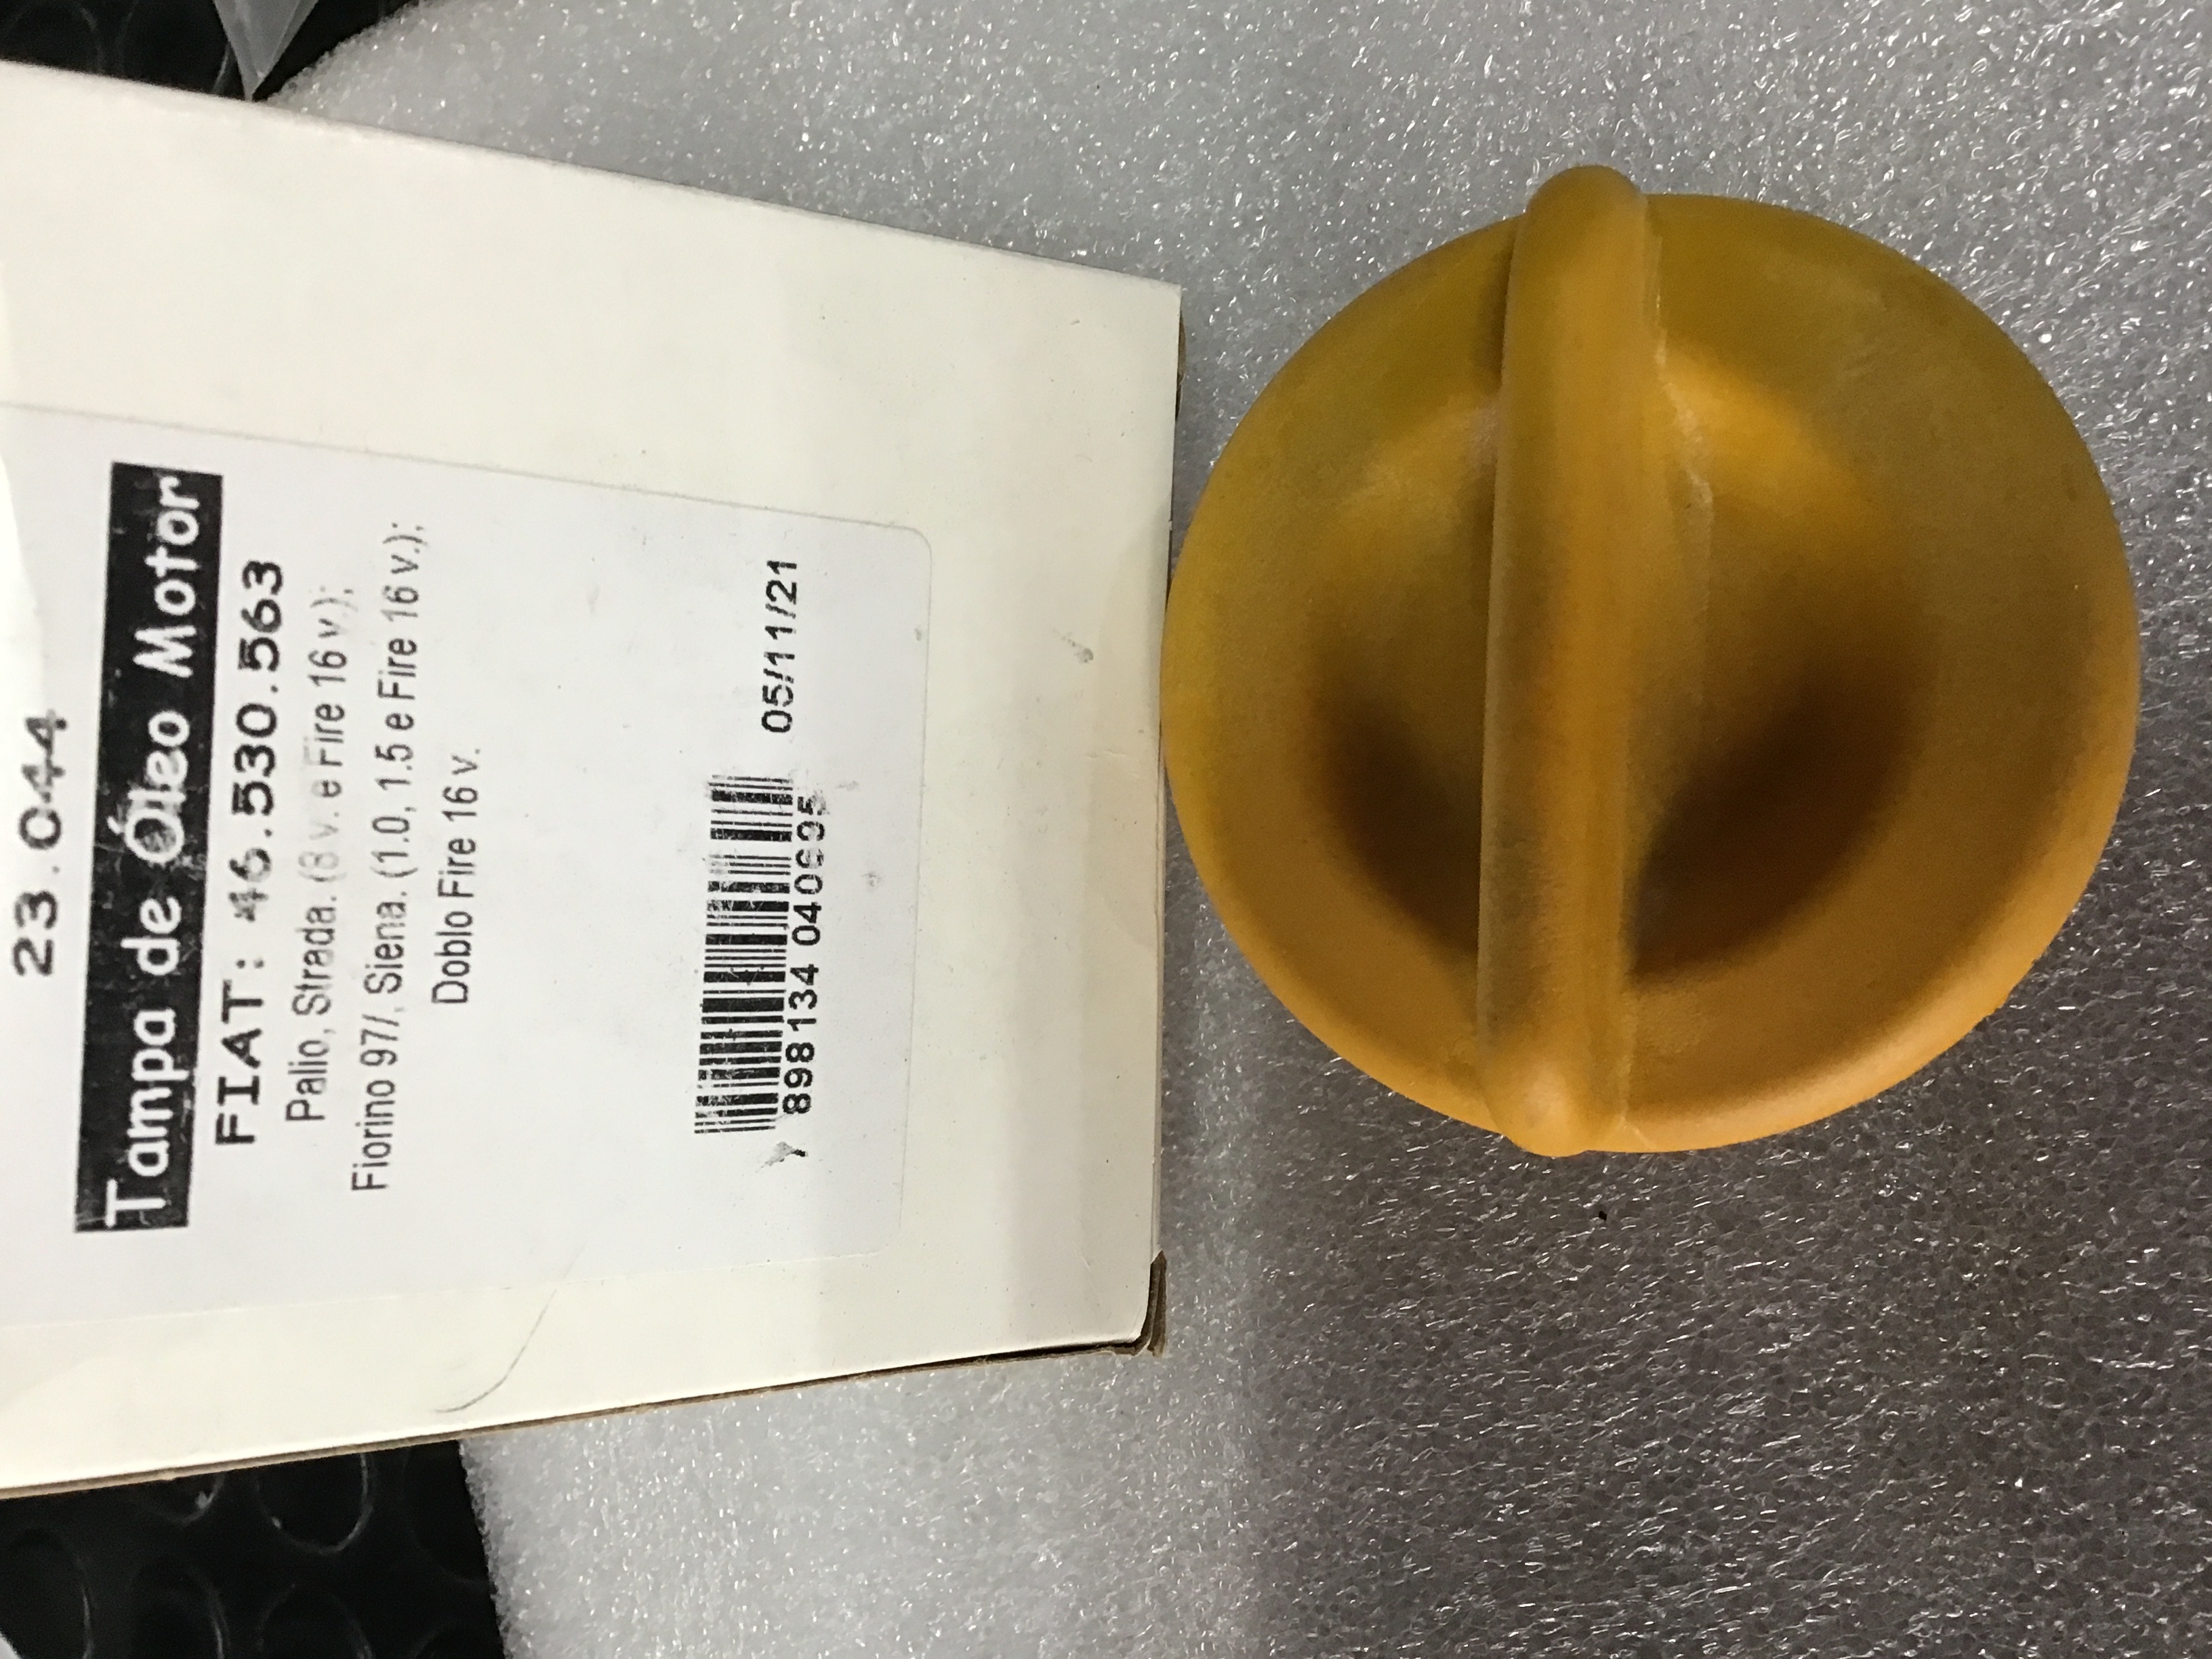 23.044
Tampa de Óleo Motor
FIAT: 46.530.563
Palio, Strada. (8 v. e Fire 16 v.);
Fiorino 97/, Siena. (1.0, 1.5 e Fire 16 v.);
Doblo Fire 16 v.
05/11/21
7 898134 040695